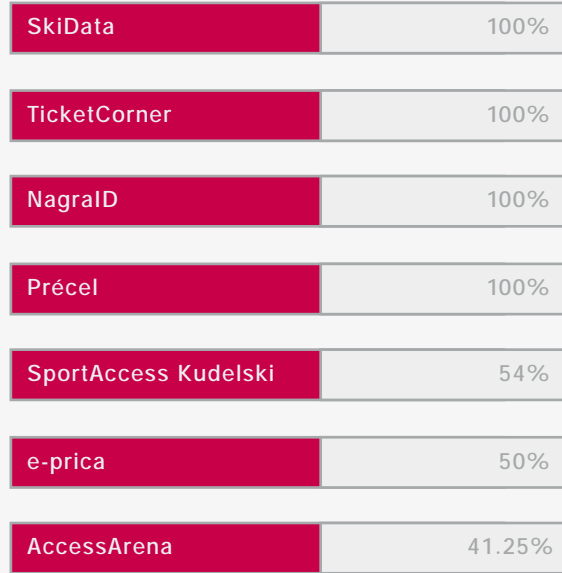 SkiData 100%
TicketCorner 100%
NagraID 100%
Précel 100%
SportAccess Kudelski 54%
e-prica 50%
AccessArena 41.25%